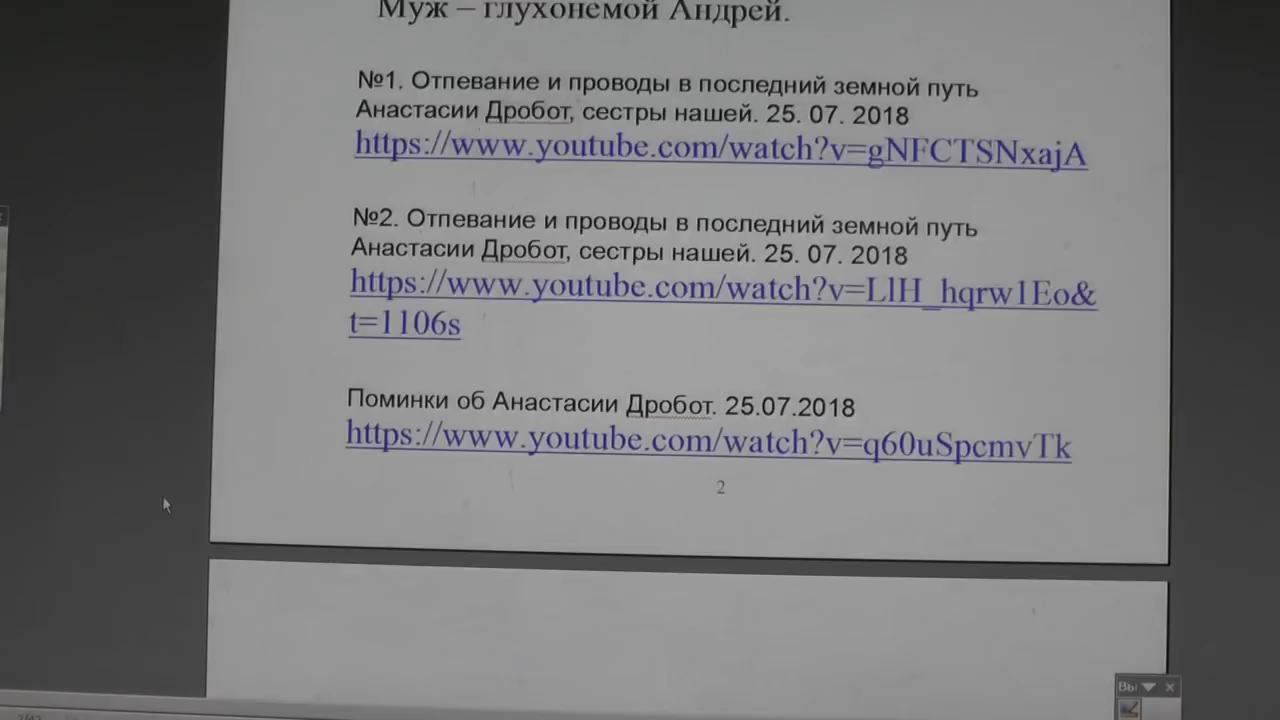 Муж – глухонемой Андрей.
№1. Отпевание и проводы в последний земной путь
Анастасии Дробот, сестры нашей. 25. 07. 2018
https://www.youtube.com/watch?v=gNFCTSNxajA
№2. Отпевание и проводы в последний земной путь
Анастасии Дробот, сестры нашей. 25. 07. 2018
https://www.youtube.com/watch?v=LlH_hqrw1Eo&
t=1106s
Поминки об Анастасии Дробот. 25.07.2018
https://www.youtube.com/watch?v=q60uSpcmvTk
2
Вы